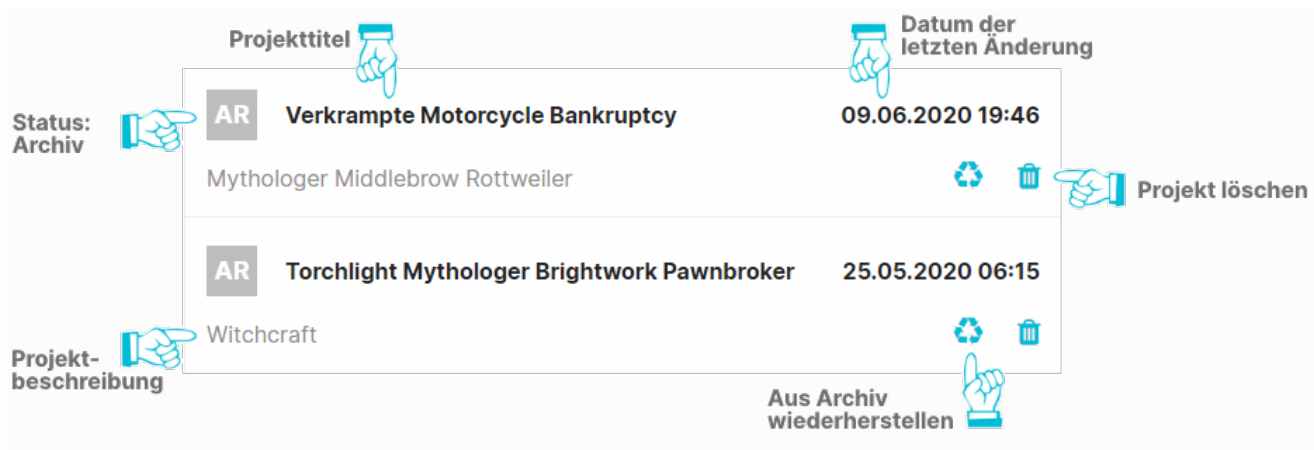 Projekttitel
Datum der
letzten Änderung
Status:
Archiv
AR Verkrampte Motorcycle Bankruptcy 09.06.2020 19:46
Mythologer Middlebrow Rottweiler
Projekt löschen
AR Torchlight Mythologer Brightwork Pawnbroker 25.05.2020 06:15
Witchcraft
Projekt-
beschreibung
Aus Archiv
wiederherstellen